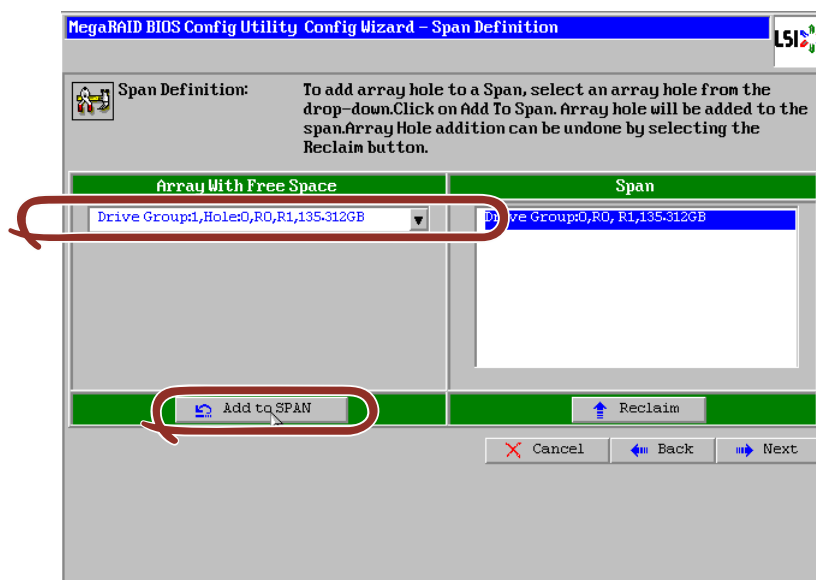 MegaRAID BIOS Config Utility Config Wizard – Span Definition
LSI
Span Definition:
To add array hole to a Span, select an array hole from the
drop-down.Click on Add To Span. Array hole will be added to the
span.Array Hole addition can be undone by selecting the
Reclaim button.
Array With Free Space
Span
Drive Group:1,Hole:0,R0,R1,135.312GB
Drive Group:0,R0, R1,135.312GB
Add to SPAN
Reclaim
Cancel
Back
Next